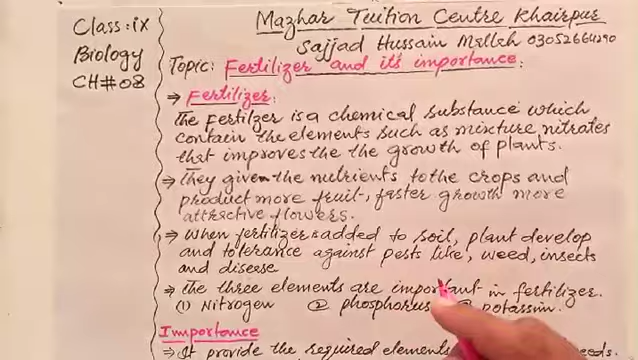 Class: ix
Biology
CH#08
Mazhar Tuition Centre Khairpur
Sajjad Hussain Mallah 03052664290
Topic: Fertilizer and its importance:
⇒ Fertilizer:
The fertilzer is a chemical substance which
contain the elements such as mixture, nitrates
that improves the the growth of plants.
⇒ They given the nutrients to the crops and
product more fruit, faster growth more
attractive flowers.
⇒ When fertilizer is added to soil, plant develop
and tolerance against pests like, weed, insects
and disease
⇒ The three elements are important in fertilizer.
(1) Nitrogen (2) phosphorus potassim.
Importance
⇒ It provide the required elements